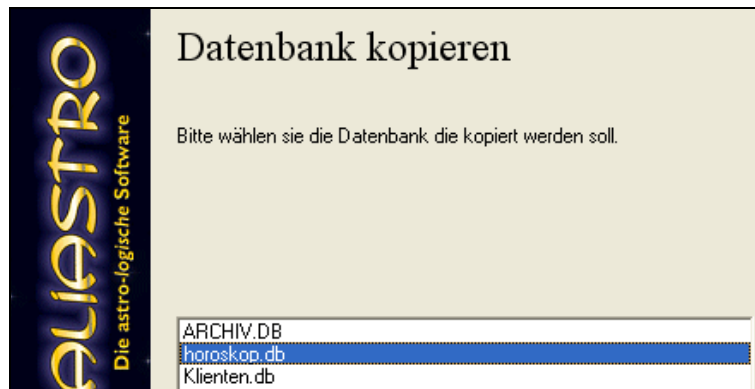 ALIASTRO
Die astro-logische Software
Datenbank kopieren
Bitte wählen sie die Datenbank die kopiert werden soll.
ARCHIV.DB
horoskop.db
Klienten.db